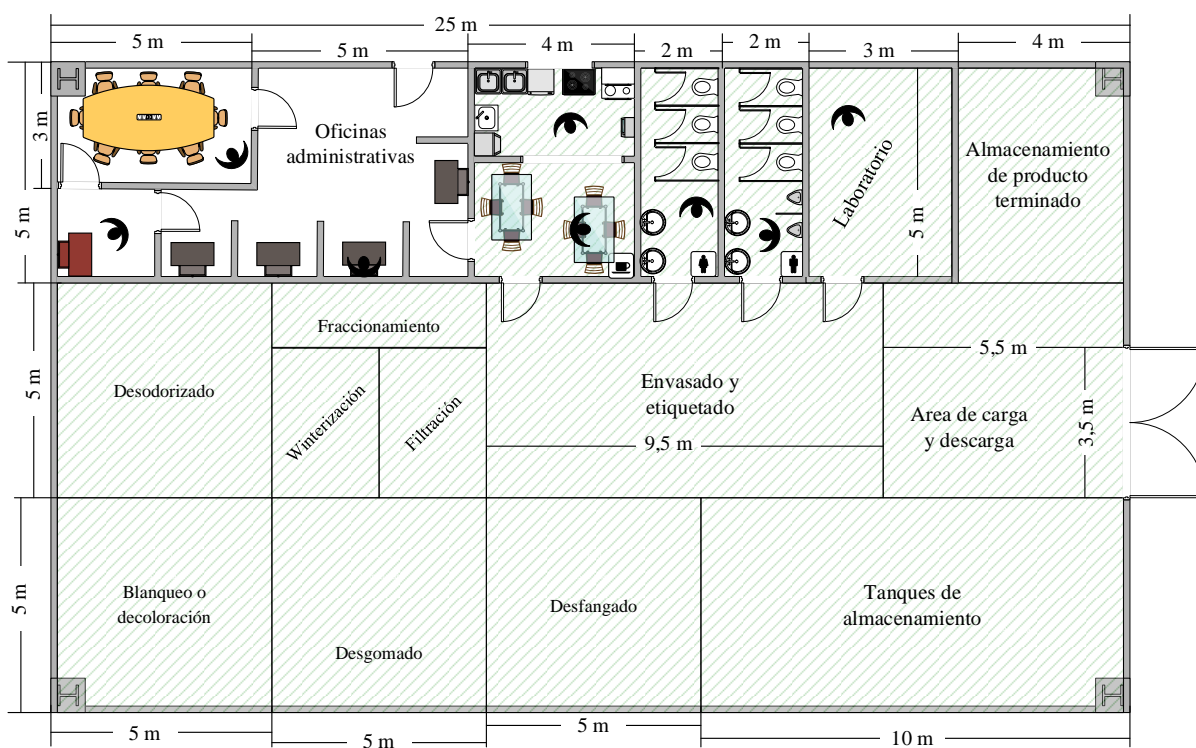 25 m
5 m
5 m
4 m
2 m
2 m
3 m
4 m
3 m
5 m
Oficinas
administrativas
Laboratorio
5 m
Almacenamiento
de producto
terminado
5 m
Desodorizado
Fraccionamiento
Winterización
Filtración
Envasado y
etiquetado
9,5 m
5,5 m
Area de carga
y descarga
3,5 m
5 m
Blanqueo o
decoloración
Desgomado
Desfangado
Tanques de
almacenamiento
5 m
5 m
5 m
10 m